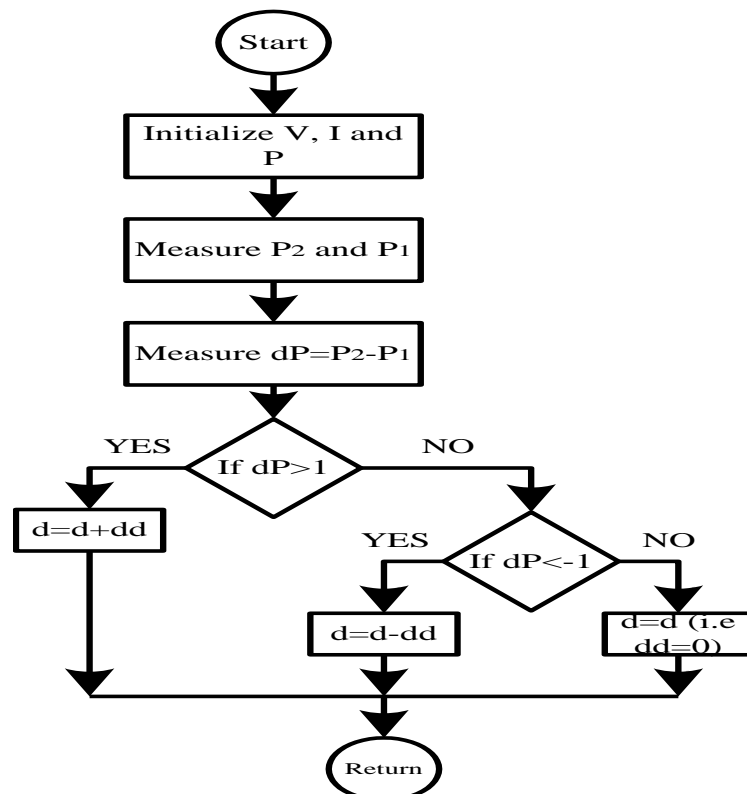 Start
Initialize V, I and
P
Measure P2 and P1
Measure dP=P2-P1
YES
If dP>1
NO
d=d+dd
YES
If dP<-1
NO
d=d-dd
d=d (i.e
dd=0)
Return